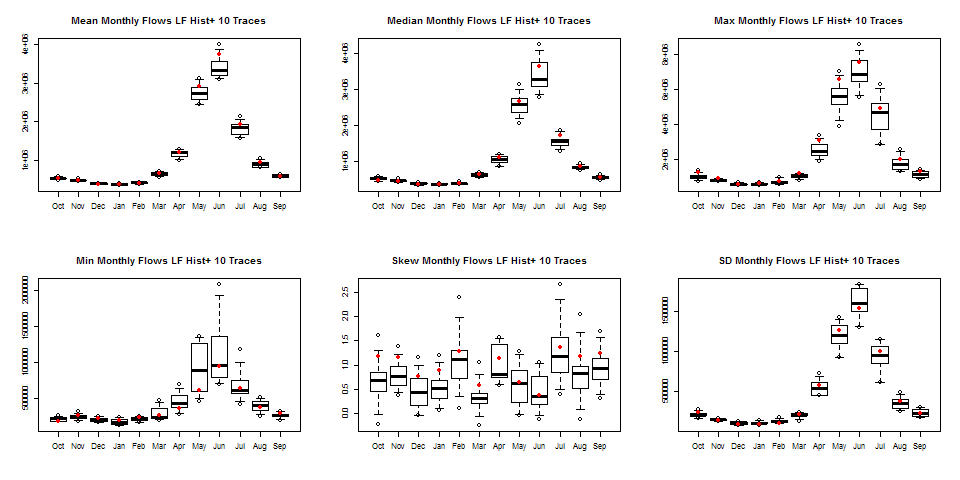 Mean Monthly Flows LF Hist+ 10 Traces
Median Monthly Flows LF Hist+ 10 Traces
Max Monthly Flows LF Hist+ 10 Traces
4e+06
3e+06
2e+06
1e+06
4e+06
3e+06
2e+06
1e+06
8e+06
6e+06
4e+06
2e+06
Oct Nov Dec Jan Feb Mar Apr May Jun Jul Aug Sep
Oct Nov Dec Jan Feb Mar Apr May Jun Jul Aug Sep
Oct Nov Dec Jan Feb Mar Apr May Jun Jul Aug Sep
Min Monthly Flows LF Hist+ 10 Traces
Skew Monthly Flows LF Hist+ 10 Traces
SD Monthly Flows LF Hist+ 10 Traces
2000000
1500000
1000000
500000
2.5
2.0
1.5
1.0
0.5
0.0
1500000
1000000
500000
Oct Nov Dec Jan Feb Mar Apr May Jun Jul Aug Sep
Oct Nov Dec Jan Feb Mar Apr May Jun Jul Aug Sep
Oct Nov Dec Jan Feb Mar Apr May Jun Jul Aug Sep